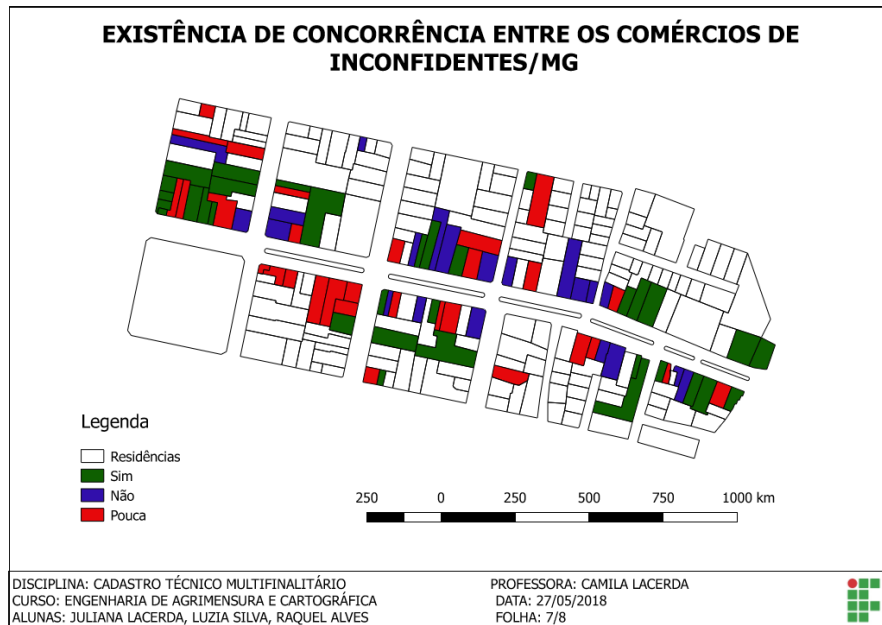 EXISTÊNCIA DE CONCORRÊNCIA ENTRE OS COMÉRCIOS DE
INCONFIDENTES/MG
Legenda
Residências
Sim
Não
Pouca
250 0 250 500 750 1000 km
DISCIPLINA: CADASTRO TÉCNICO MULTIFINALITÁRIO
CURSO: ENGENHARIA DE AGRIMENSURA E CARTOGRÁFICA
ALUNAS: JULIANA LACERDA, LUZIA SILVA, RAQUEL ALVES
PROFESSORA: CAMILA LACERDA
DATA: 27/05/2018
FOLHA: 7/8